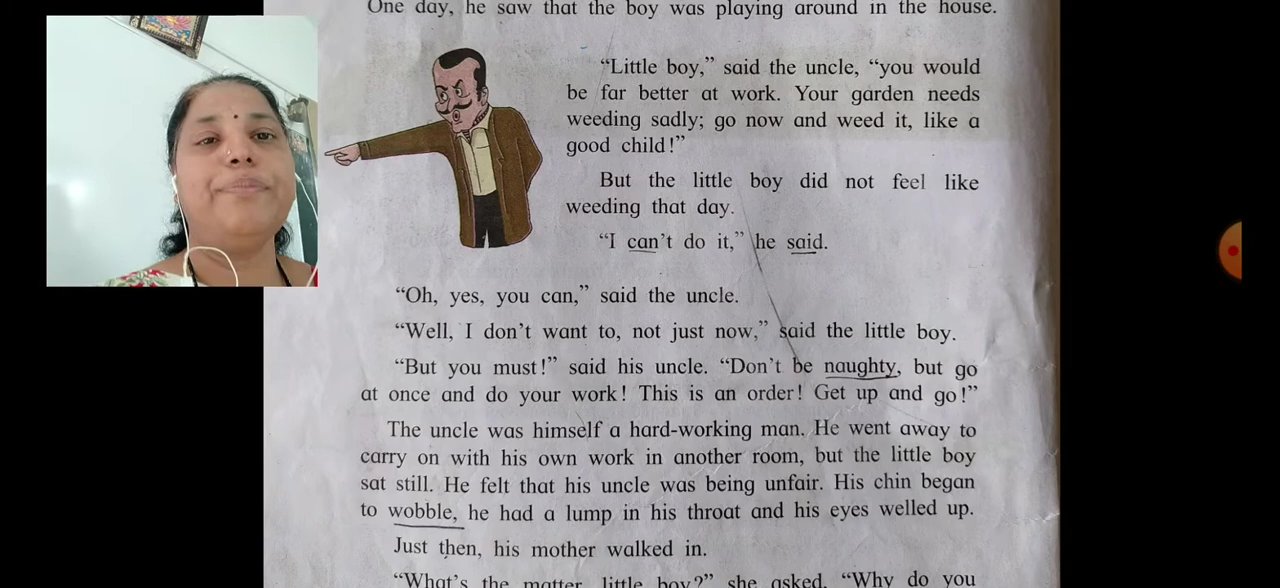 One day, he saw that the boy was playing around in the house.
“Little boy,” said the uncle, “you would
be far better at work. Your garden needs
weeding sadly; go now and weed it, like a
good child!”
But the little boy did not feel like
weeding that day.
“I can’t do it,” he said.
“Oh, yes, you can,” said the uncle.
“Well, I don’t want to, not just now,” said the little boy.
“But you must!” said his uncle. “Don’t be naughty, but go
at once and do your work! This is an order! Get up and go!”
The uncle was himself a hard-working man. He went away to
carry on with his own work in another room, but the little boy
sat still. He felt that his uncle was being unfair. His chin began
to wobble, he had a lump in his throat and his eyes welled up.
Just then, his mother walked in.
“What’s the matter, little boy?” she asked. “Why do you